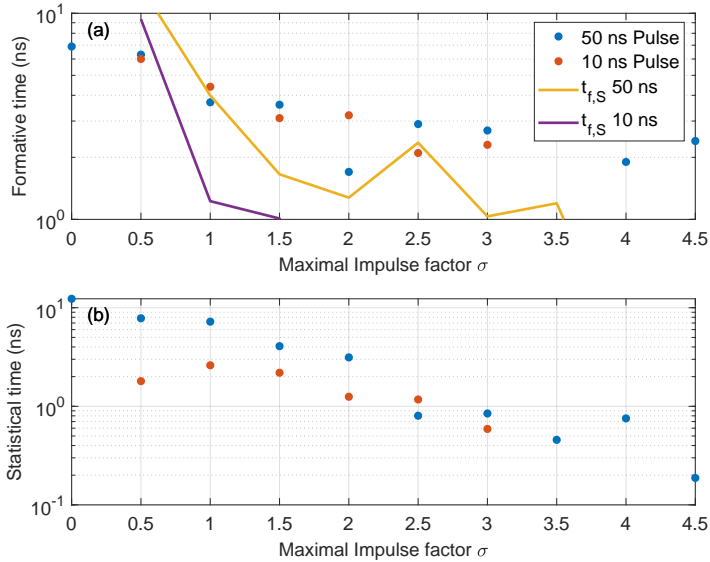 (a)
Formative time (ns)
10^1
10^0
50 ns Pulse
10 ns Pulse
t_{f,S} 50 ns
t_{f,S} 10 ns
0 0.5 1 1.5 2 2.5 3 3.5 4 4.5
Maximal Impulse factor σ
(b)
Statistical time (ns)
10^1
10^0
10^{-1}
0 0.5 1 1.5 2 2.5 3 3.5 4 4.5
Maximal Impulse factor σ